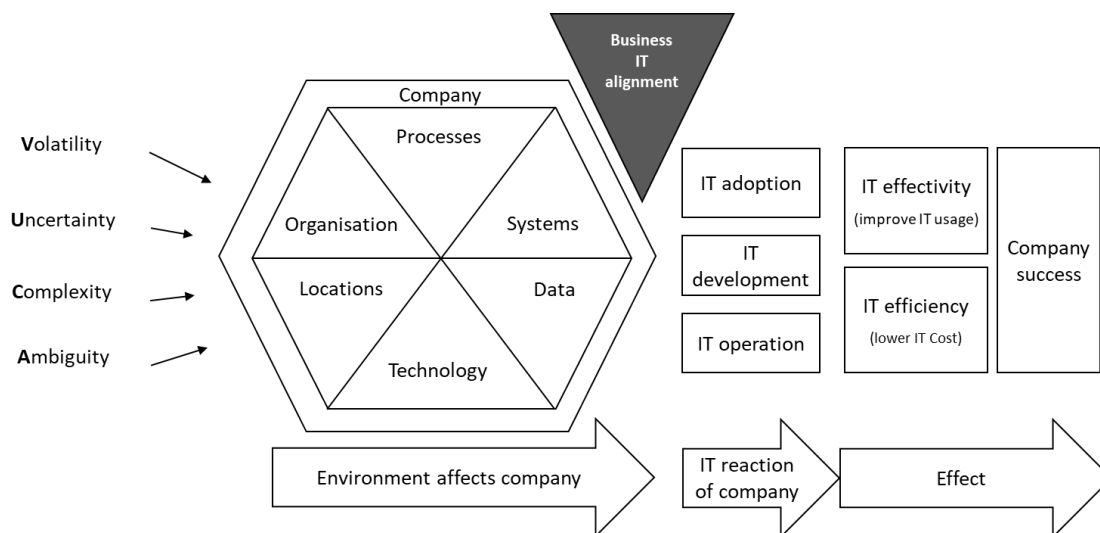 Business
IT
alignment
Company
Processes
Organisation
Systems
Locations
Data
Technology
Volatility
Uncertainty
Complexity
Ambiguity
IT adoption
IT
development
IT operation
IT effectivity
(improve IT usage)
IT efficiency
(lower IT Cost)
Company
success
Environment affects company
IT reaction
of company
Effect